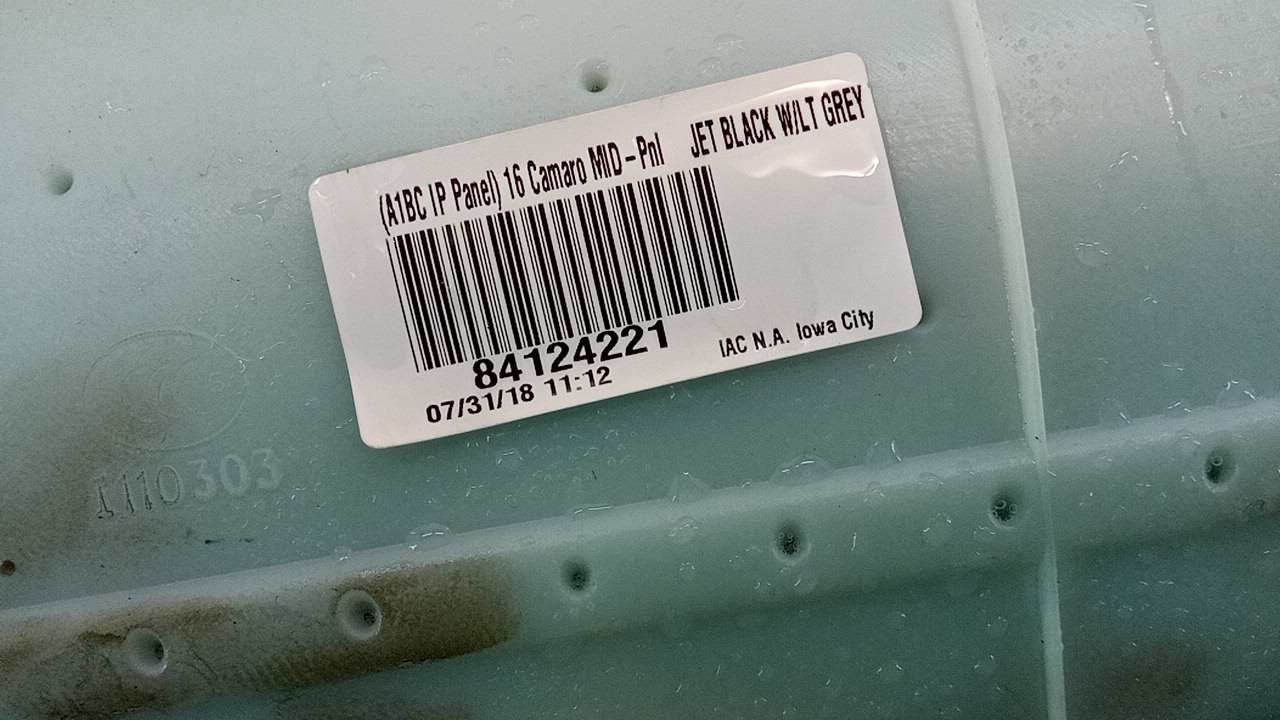 (A1BC IP Panel) 16 Camaro MID-Pnl JET BLACK W/LT GREY
84124221
07/31/18 11:12
IAC N.A. Iowa City
1110303